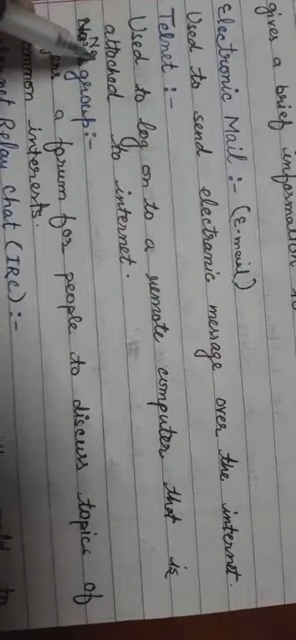 gives a brief information
Electronic Mail :- (E.mail)
Used to send electronic message over the internet.
Telnet :-
Used to log on to a remote computer that is
attached to internet.
group :-
a forum for people to discuss topics of
common interests.
Relay Chat (IRC) :-
to